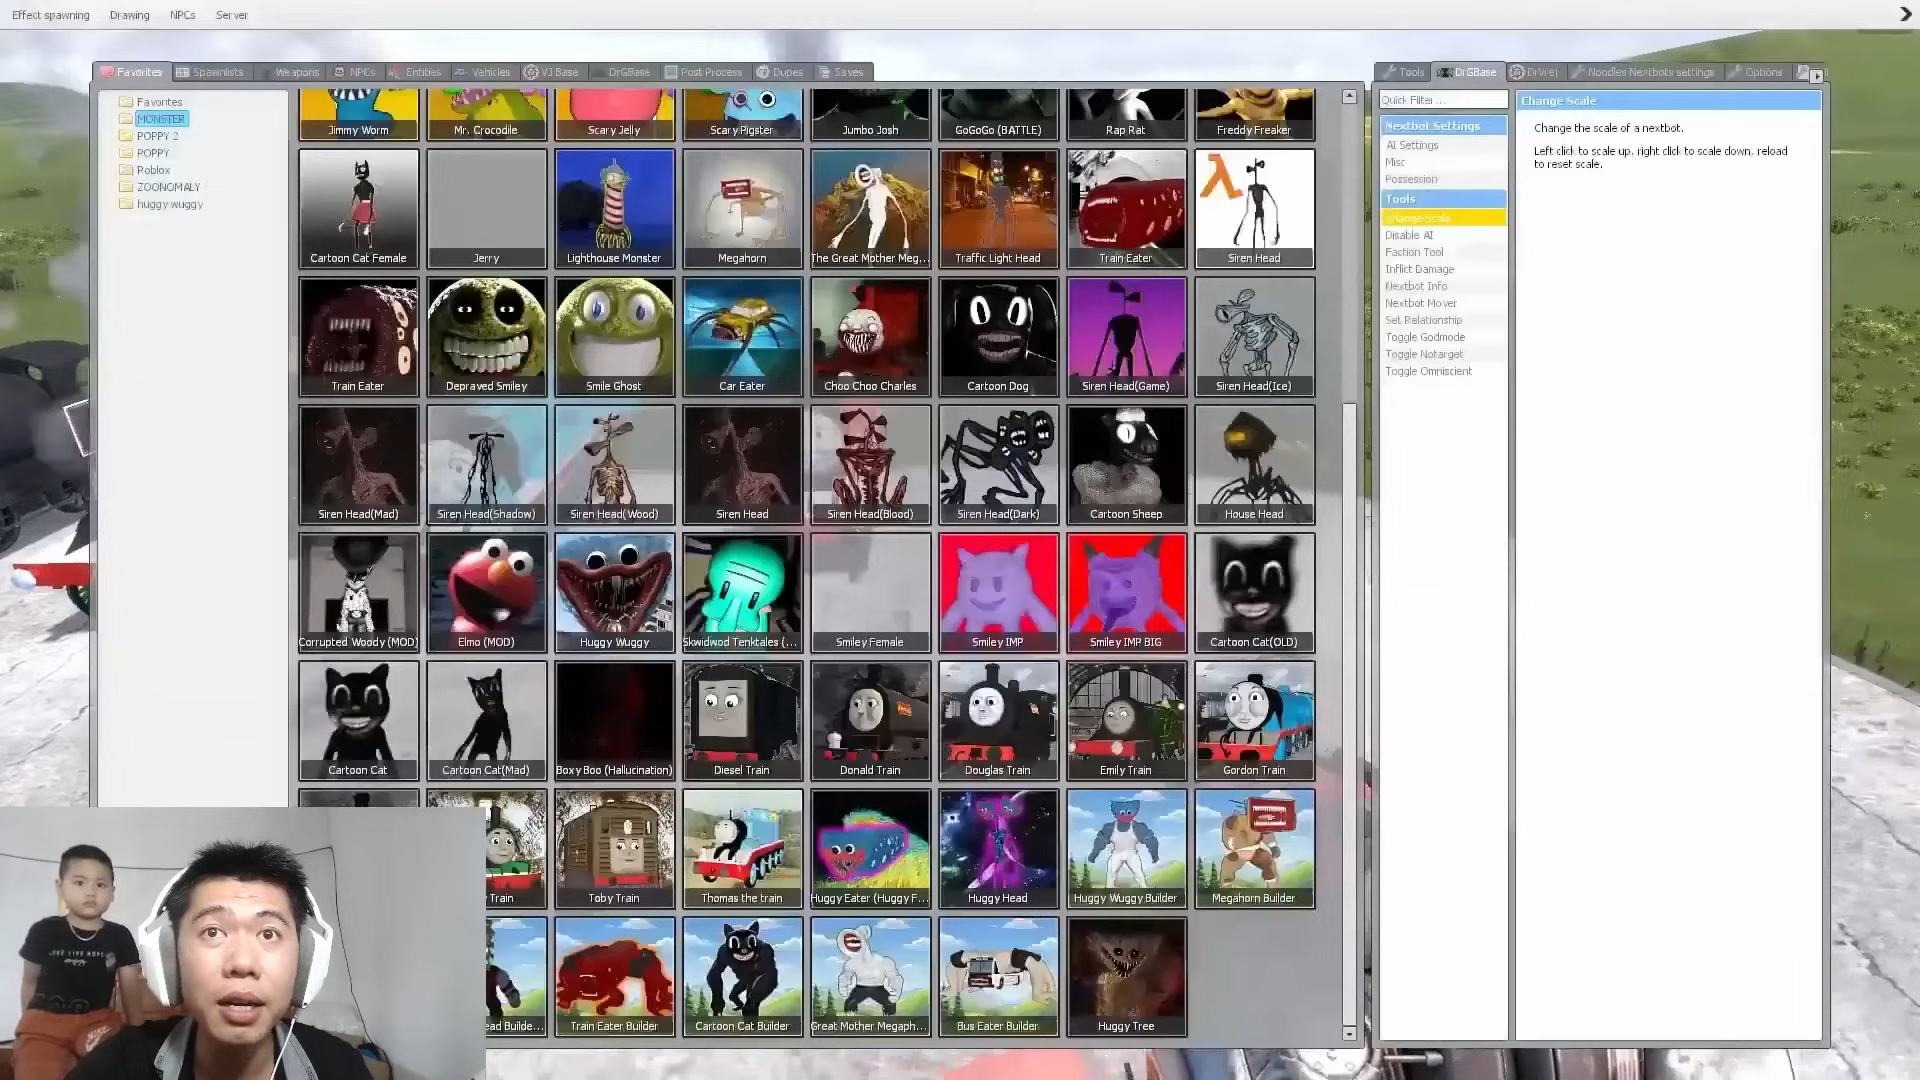 Effect spawning Drawing NPCs Server
Favorites Spawnlists Weapons NPCs Entities Vehicles VJ Base DrGBase Post Process Dupes Saves
Tools DrGBase DrVrej Noodles Nextbots settings Options
Favorites
MONSTER
POPPY 2
POPPY
Roblox
ZOONOMALY
huggy wuggy
Jimmy Worm Mr. Crocodile Scary Jelly Scary Pigster Jumbo Josh GoGoGo (BATTLE) Rap Rat Freddy Freaker
Cartoon Cat Female Jerry Lighthouse Monster Megahorn The Great Mother Meg... Traffic Light Head Train Eater Siren Head
Train Eater Depraved Smiley Smile Ghost Car Eater Choo Choo Charles Cartoon Dog Siren Head(Game) Siren Head(Ice)
Siren Head(Mad) Siren Head(Shadow) Siren Head(Wood) Siren Head Siren Head(Blood) Siren Head(Dark) Cartoon Sheep House Head
Corrupted Woody (MOD) Elmo (MOD) Huggy Wuggy Skwidwod Tenktales (... Smiley Female Smiley IMP Smiley IMP BIG Cartoon Cat(OLD)
Cartoon Cat Cartoon Cat(Mad) Boxy Boo (Hallucination) Diesel Train Donald Train Douglas Train Emily Train Gordon Train
Train Toby Train Thomas the train Huggy Eater (Huggy F... Huggy Head Huggy Wuggy Builder Megahorn Builder
ead Builde... Train Eater Builder Cartoon Cat Builder Great Mother Megaph... Bus Eater Builder Huggy Tree
Quick Filter ...
Nextbot Settings
AI Settings
Misc
Possession
Tools
Change Scale
Disable AI
Faction Tool
Inflict Damage
Nextbot Info
Nextbot Mover
Set Relationship
Toggle Godmode
Toggle Notarget
Toggle Omniscient
Change Scale
Change the scale of a nextbot.
Left click to scale up, right click to scale down, reload
to reset scale.